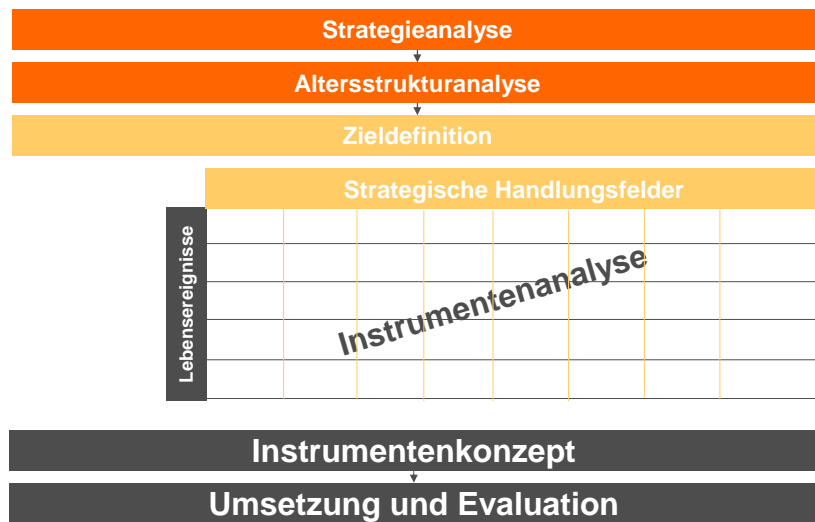 Strategieanalyse
Altersstrukturanalyse
Zieldefinition
Strategische Handlungsfelder
Lebensereignisse
Instrumentenanalyse
Instrumentenkonzept
Umsetzung und Evaluation